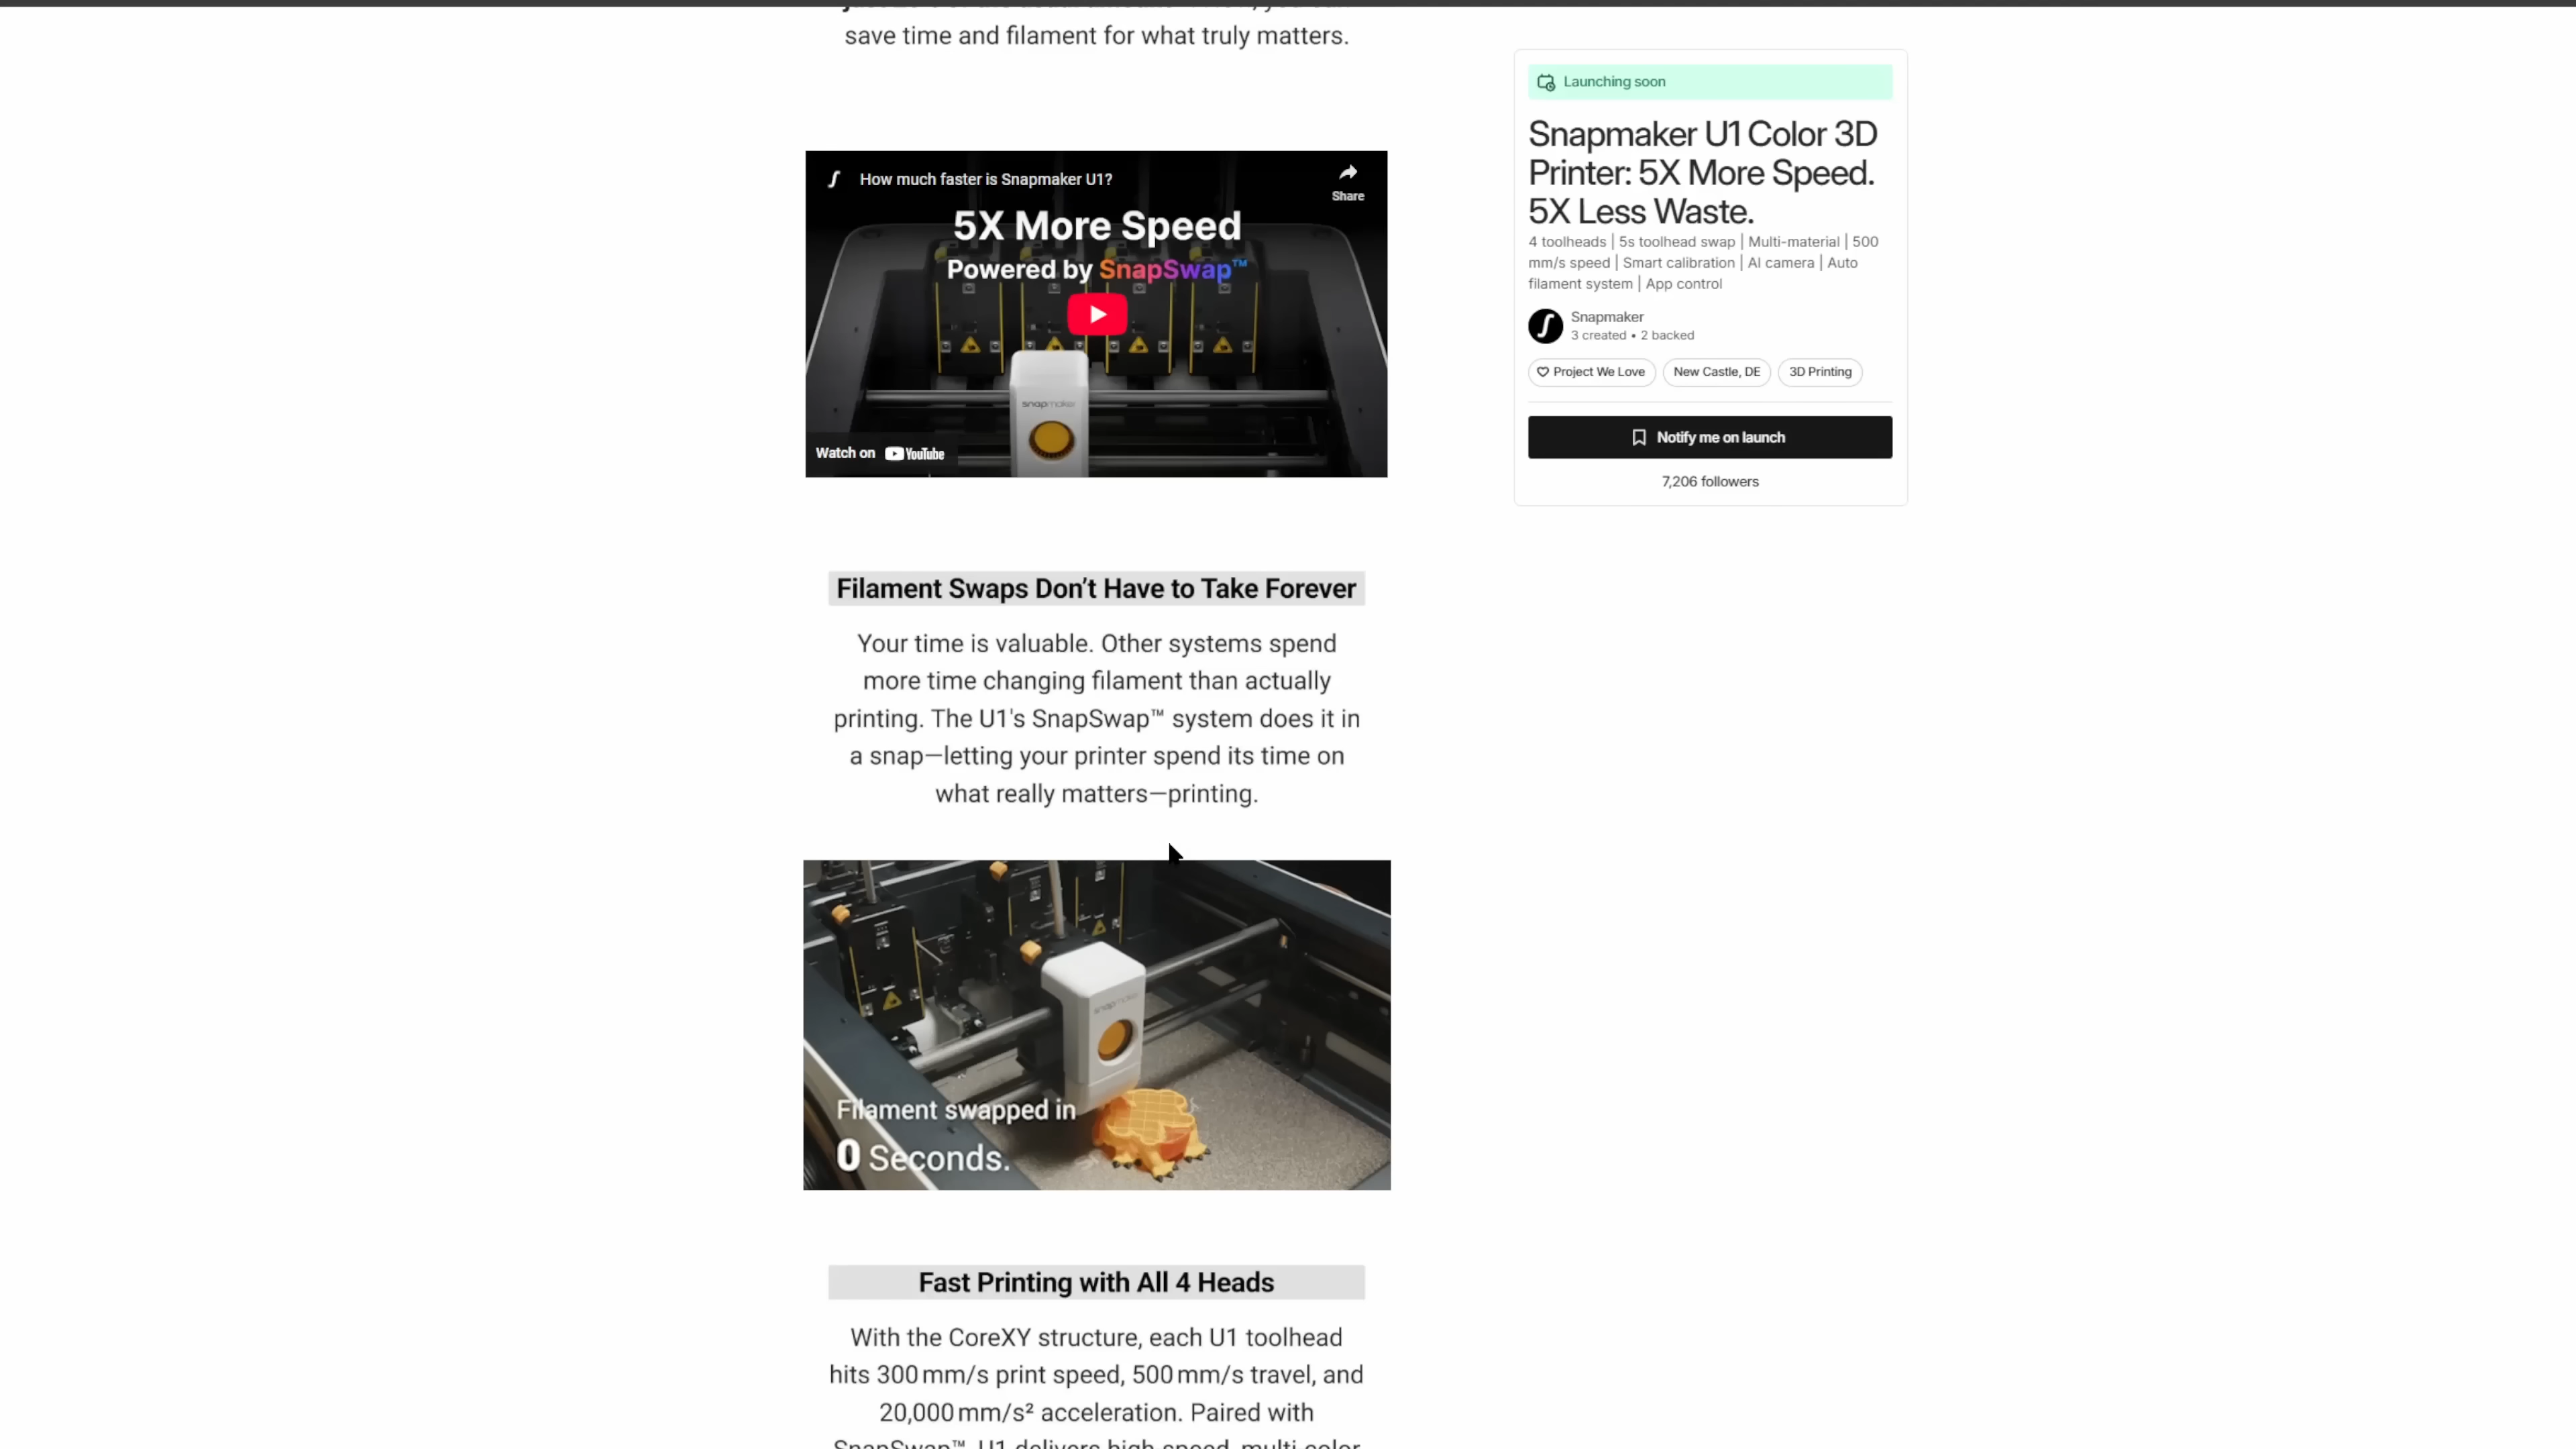 save time and filament for what truly matters.
How much faster is Snapmaker U1?
Share
5X More Speed
Powered by SnapSwap™
snapmaker
Watch on YouTube
Filament Swaps Don’t Have to Take Forever
Your time is valuable. Other systems spend
more time changing filament than actually
printing. The U1's SnapSwap™ system does it in
a snap—letting your printer spend its time on
what really matters—printing.
snapmaker
Filament swapped in
0 Seconds.
Fast Printing with All 4 Heads
With the CoreXY structure, each U1 toolhead
hits 300 mm/s print speed, 500 mm/s travel, and
20,000 mm/s² acceleration. Paired with
SnapSwap™, U1 delivers high-speed, multi-color
Launching soon
Snapmaker U1 Color 3D
Printer: 5X More Speed.
5X Less Waste.
4 toolheads | 5s toolhead swap | Multi-material | 500
mm/s speed | Smart calibration | AI camera | Auto
filament system | App control
Snapmaker
3 created • 2 backed
Project We Love
New Castle, DE
3D Printing
Notify me on launch
7,206 followers